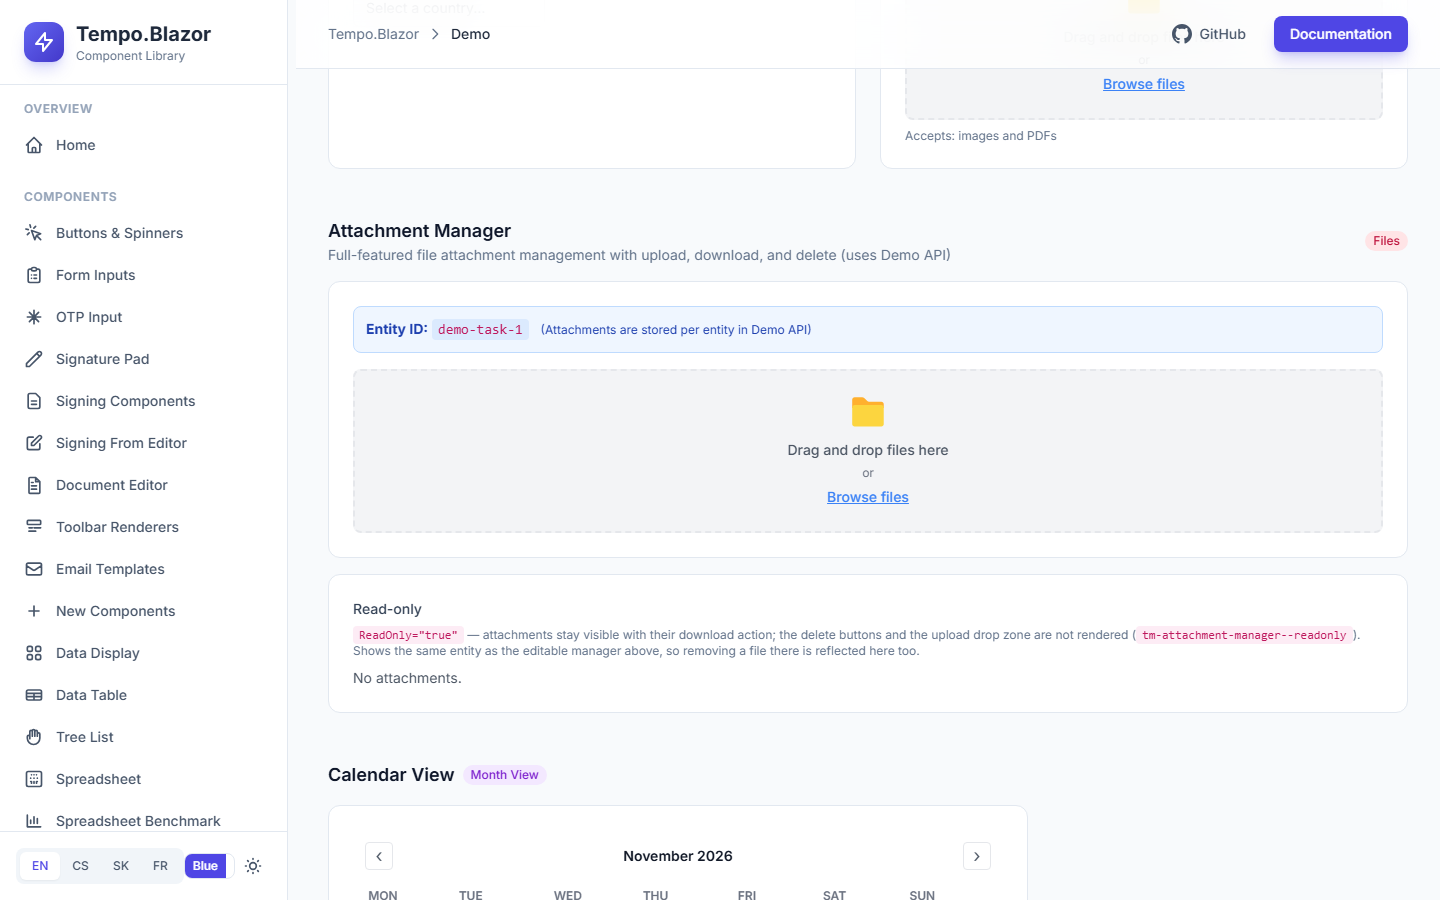 Tempo.Blazor
Component Library
OVERVIEW
Home
COMPONENTS
Buttons & Spinners
Form Inputs
OTP Input
Signature Pad
Signing Components
Signing From Editor
Document Editor
Toolbar Renderers
Email Templates
New Components
Data Display
Data Table
Tree List
Spreadsheet
Spreadsheet Benchmark
EN CS SK FR Blue
Select a country...
Tempo.Blazor > Demo
GitHub
Documentation
or
Browse files
Accepts: images and PDFs
Attachment Manager
Full-featured file attachment management with upload, download, and delete (uses Demo API)
Files
Entity ID: demo-task-1 (Attachments are stored per entity in Demo API)
Drag and drop files here
or
Browse files
Read-only
ReadOnly="true" — attachments stay visible with their download action; the delete buttons and the upload drop zone are not rendered ( tm-attachment-manager--readonly ).
Shows the same entity as the editable manager above, so removing a file there is reflected here too.
No attachments.
Calendar View Month View
November 2026
MON TUE WED THU FRI SAT SUN